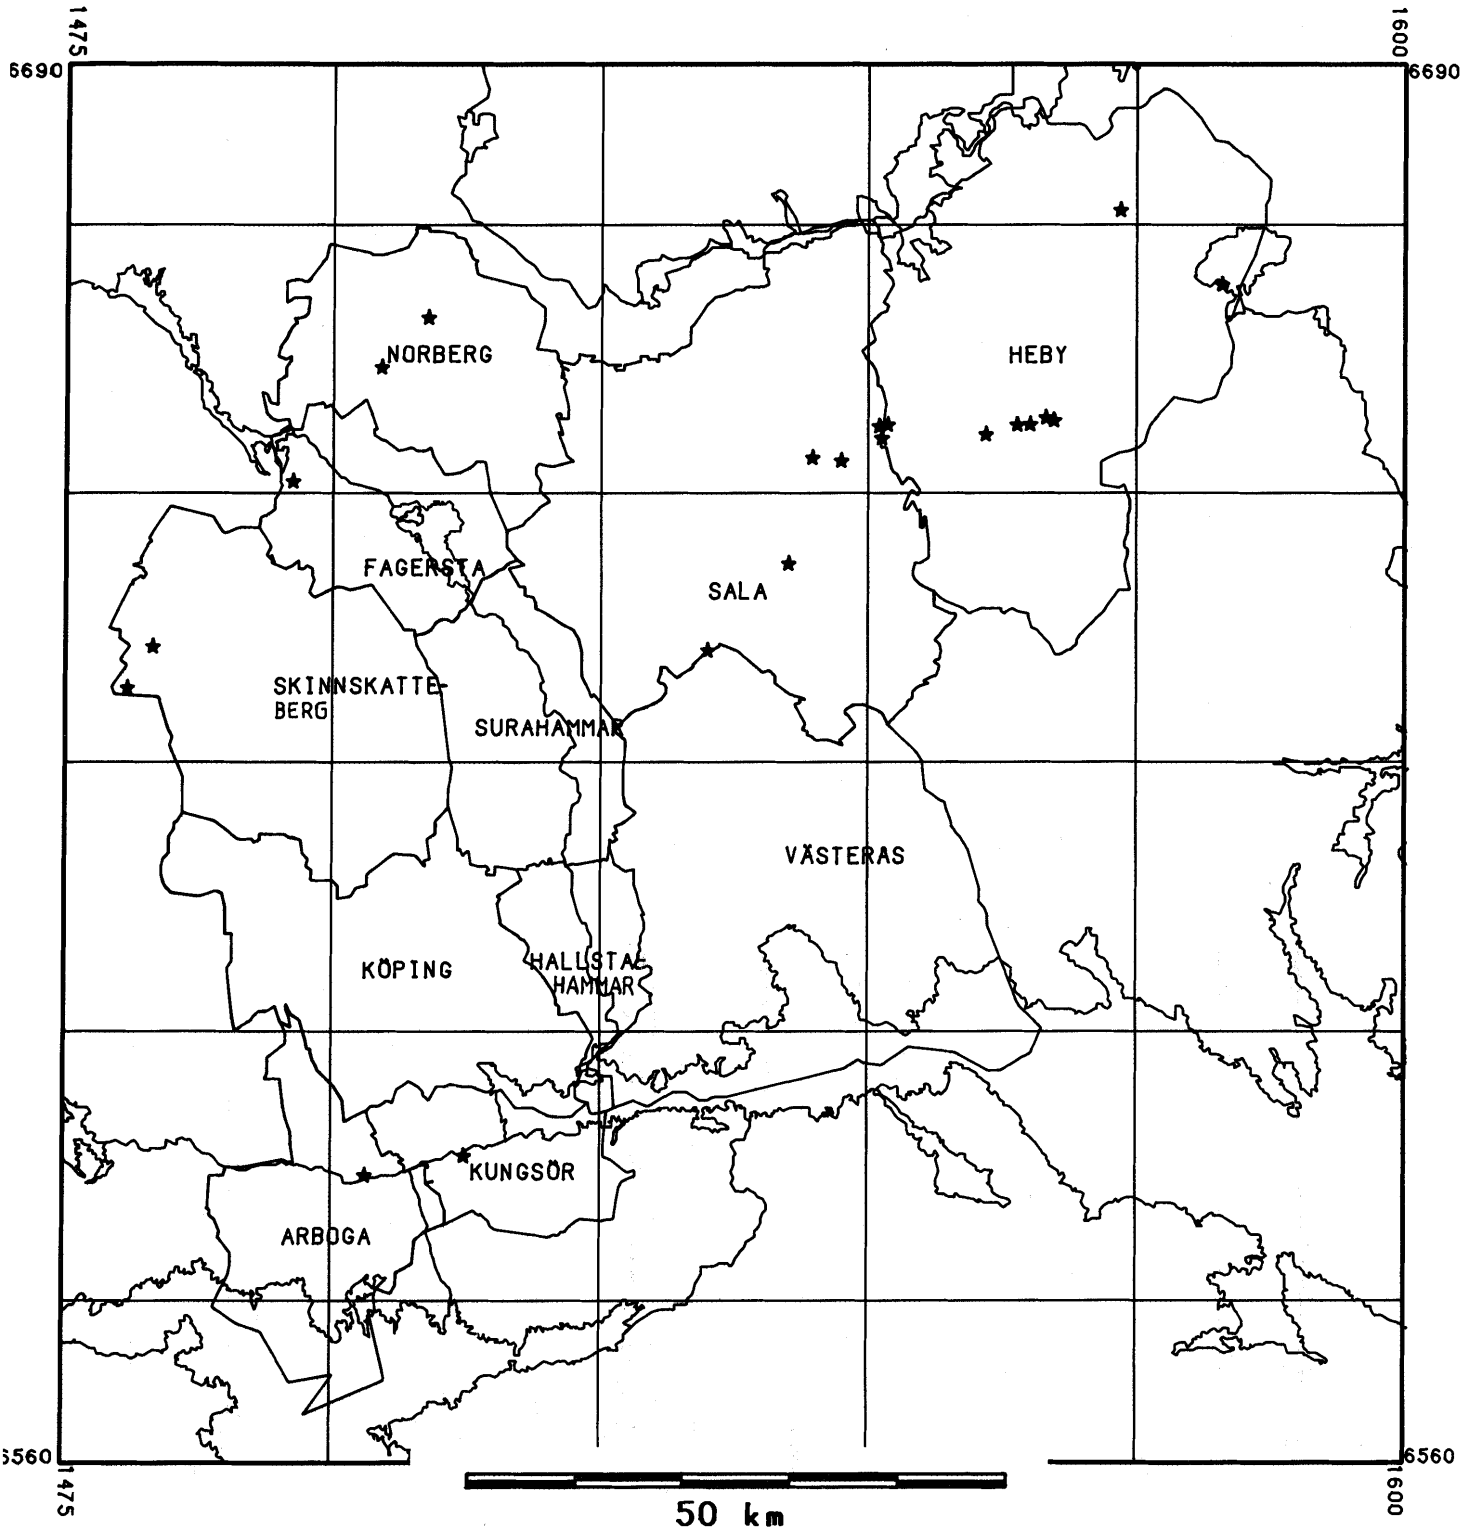 1475
1600
6690
6690
NORBERG
HEBY
FAGERSTA
SALA
SKINNSKATTE-
BERG
SURAHAMMAR
VÄSTERAS
KÖPING
HALLSTA-
HAMMAR
KUNGSÖR
ARBOGA
6560
6560
1475
1600
50 km